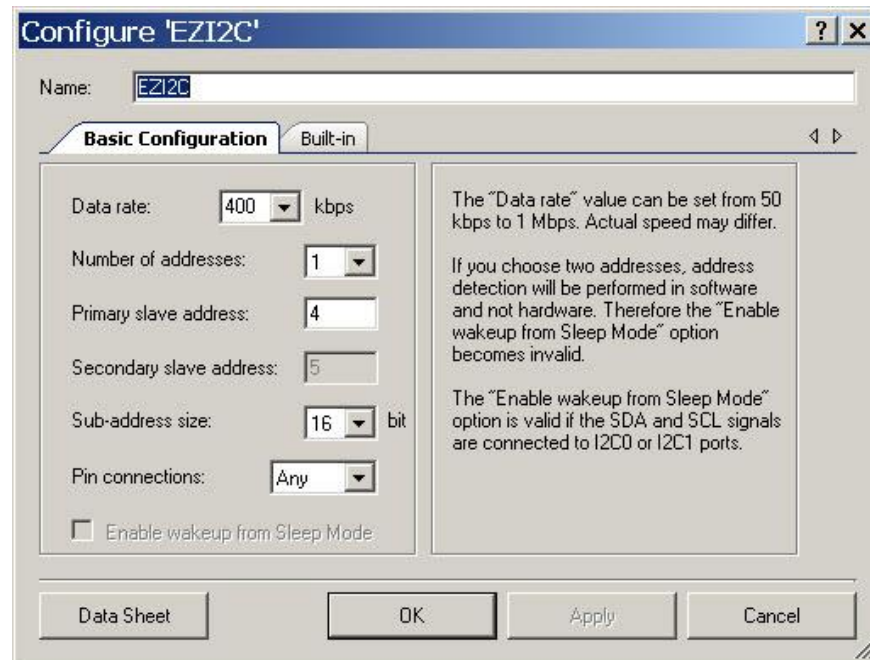 Configure 'EZI2C'
Name: EZI2C
Basic Configuration Built-in
Data rate: 400 kbps
Number of addresses: 1
Primary slave address: 4
Secondary slave address: 5
Sub-address size: 16 bit
Pin connections: Any
Enable wakeup from Sleep Mode
The "Data rate" value can be set from 50
kbps to 1 Mbps. Actual speed may differ.
If you choose two addresses, address
detection will be performed in software
and not hardware. Therefore the "Enable
wakeup from Sleep Mode" option
becomes invalid.
The "Enable wakeup from Sleep Mode"
option is valid if the SDA and SCL signals
are connected to I2C0 or I2C1 ports.
Data Sheet OK Apply Cancel